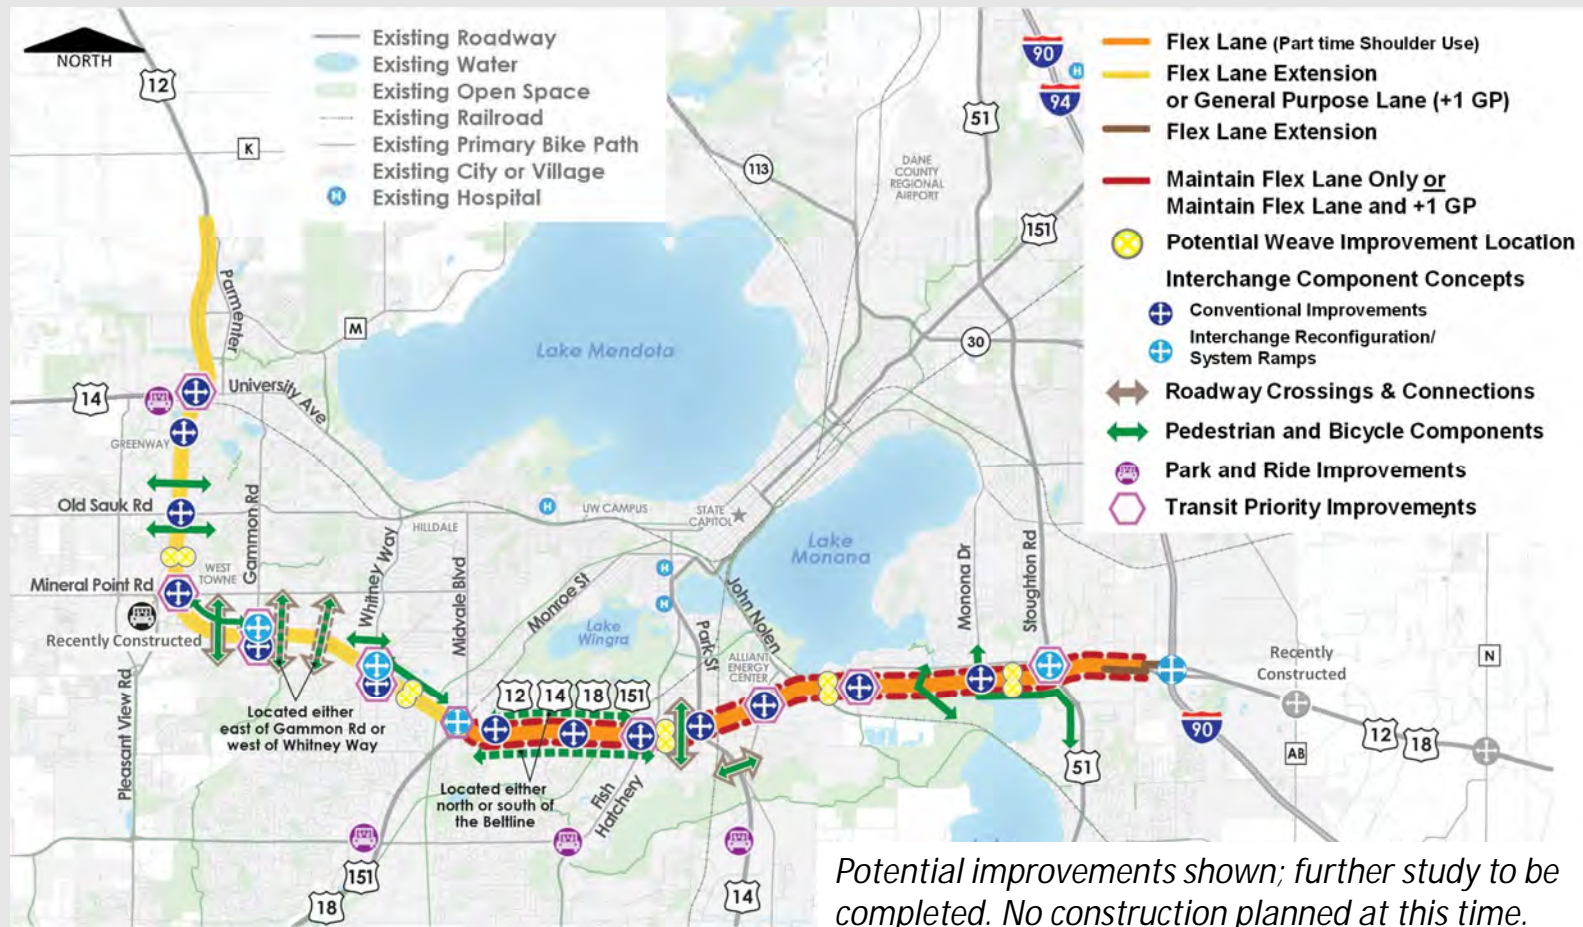 NORTH
Existing Roadway
Existing Water
Existing Open Space
Existing Railroad
Existing Primary Bike Path
Existing City or Village
Existing Hospital
H
Flex Lane (Part time Shoulder Use)
Flex Lane Extension
or General Purpose Lane (+1 GP)
Flex Lane Extension
Maintain Flex Lane Only or
Maintain Flex Lane and +1 GP
Potential Weave Improvement Location
Interchange Component Concepts
Conventional Improvements
Interchange Reconfiguration/
System Ramps
Roadway Crossings & Connections
Pedestrian and Bicycle Components
Park and Ride Improvements
Transit Priority Improvements
12
K
M
113
51
90
94
H
DANE
COUNTY
REGIONAL
AIRPORT
151
30
Parmenter
Lake Mendota
14
University Ave
GREENWAY
Old Sauk Rd
Gammon Rd
HILLDALE
H
UW CAMPUS
STATE
CAPITOL
Lake
Monona
WEST
TOWNE
Mineral Point Rd
Recently Constructed
Pleasant View Rd
Whitney Way
Midvale Blvd
Monroe St
Lake
Wingra
H
H
Park St
John Nolen
ALLIANT
ENERGY
CENTER
Monona Dr
Stoughton Rd
Recently
Constructed
N
Located either
east of Gammon Rd or
west of Whitney Way
12
14
18
151
Located either
north or south of
the Beltline
Fish
Hatchery
51
90
AB
12
18
151
18
14
Lake
Potential improvements shown; further study to be
completed. No construction planned at this time.